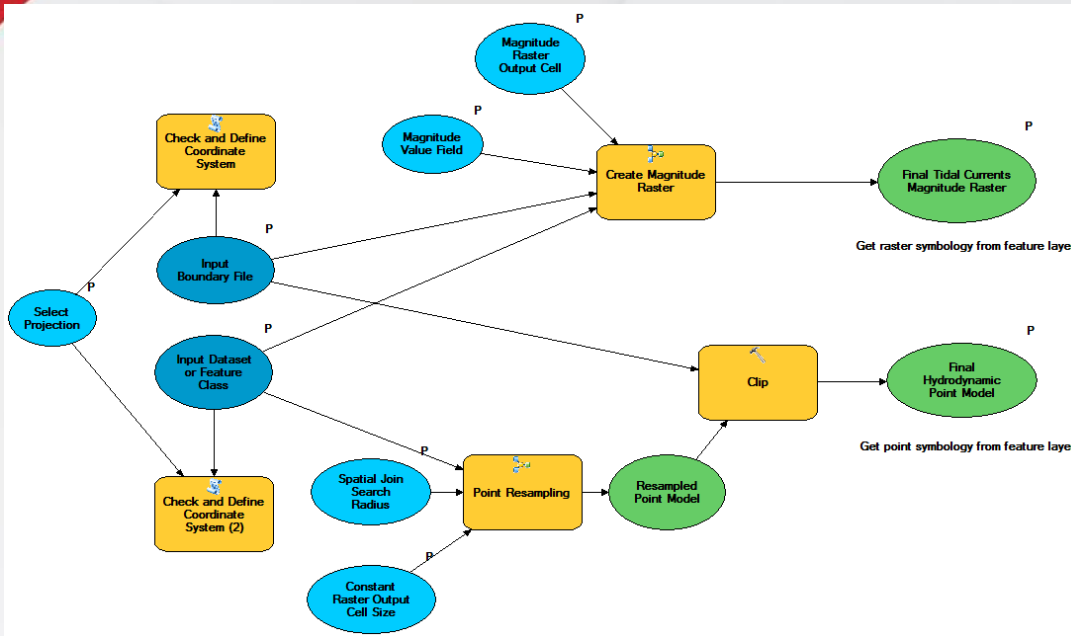 P
Magnitude
Raster
Output Cell
P
Magnitude
Value Field
Check and Define
Coordinate
System
Create Magnitude
Raster
P
Final Tidal Currents
Magnitude Raster
Get raster symbology from feature laye
P
Input
Boundary File
P
Select
Projection
P
Input Dataset
or Feature
Class
Clip
P
Final
Hydrodynamic
Point Model
Get point symbology from feature laye
P
Spatial Join
Search
Radius
Point Resampling
Resampled
Point Model
Check and Define
Coordinate
System (2)
P
Constant
Raster Output
Cell Size